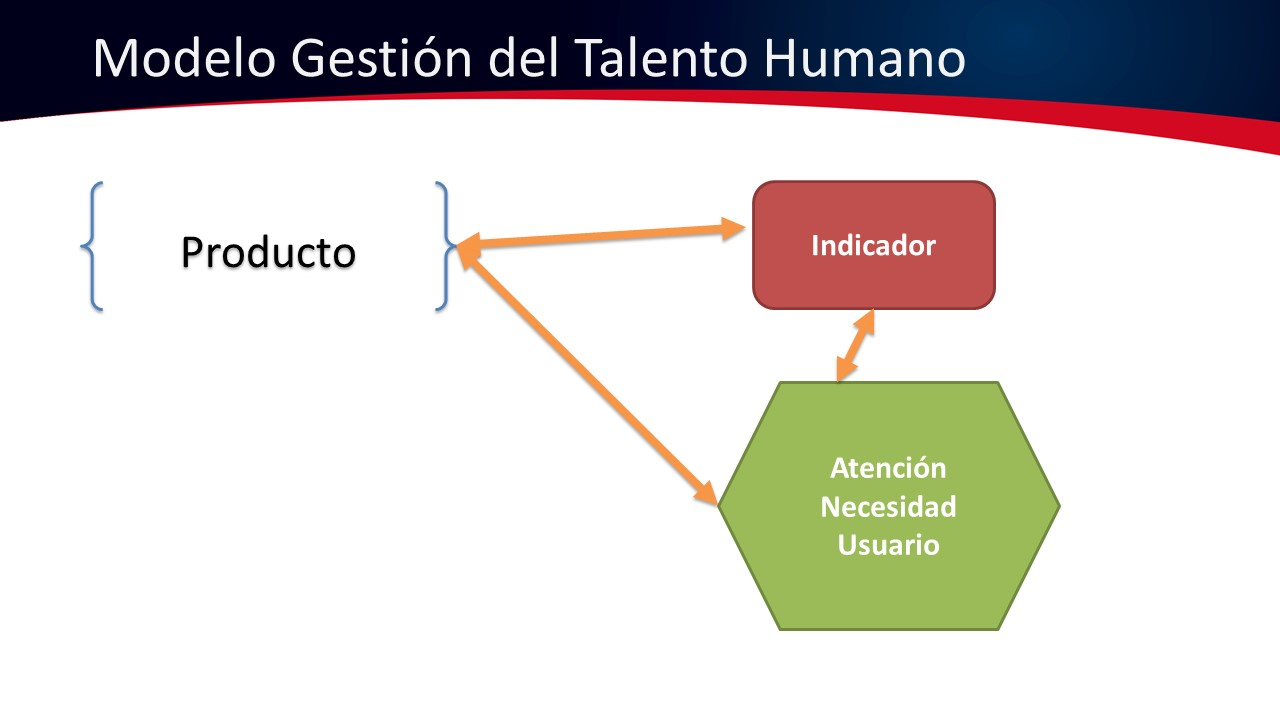 Modelo Gestión del Talento Humano
Producto
Indicador
Atención
Necesidad
Usuario